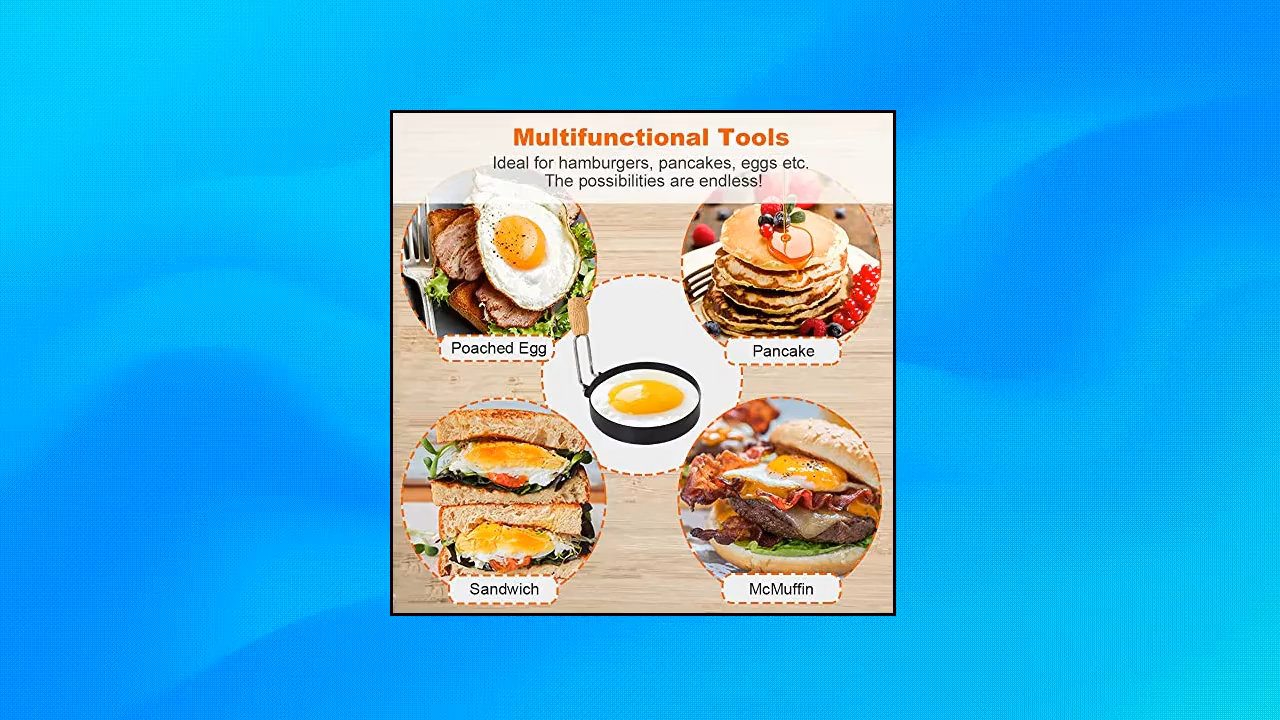 Multifunctional Tools
Ideal for hamburgers, pancakes, eggs etc.
The possibilities are endless!
Poached Egg
Pancake
Sandwich
McMuffin